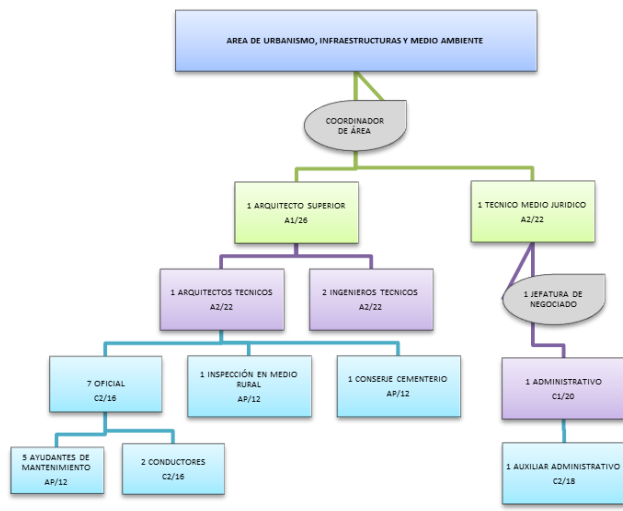 AREA DE URBANISMO, INFRAESTRUCTURAS Y MEDIO AMBIENTE
COORDINADOR
DE ÁREA
1 ARQUITECTO SUPERIOR
A1/26
1 TECNICO MEDIO JURIDICO
A2/22
1 ARQUITECTOS TECNICOS
A2/22
2 INGENIEROS TECNICOS
A2/22
1 JEFATURA DE
NEGOCIADO
7 OFICIAL
C2/16
1 INSPECCIÓN EN MEDIO
RURAL
AP/12
1 CONSERJE CEMENTERIO
AP/12
1 ADMINISTRATIVO
C1/20
5 AYUDANTES DE
MANTENIMIENTO
AP/12
2 CONDUCTORES
C2/16
1 AUXILIAR ADMINISTRATIVO
C2/18